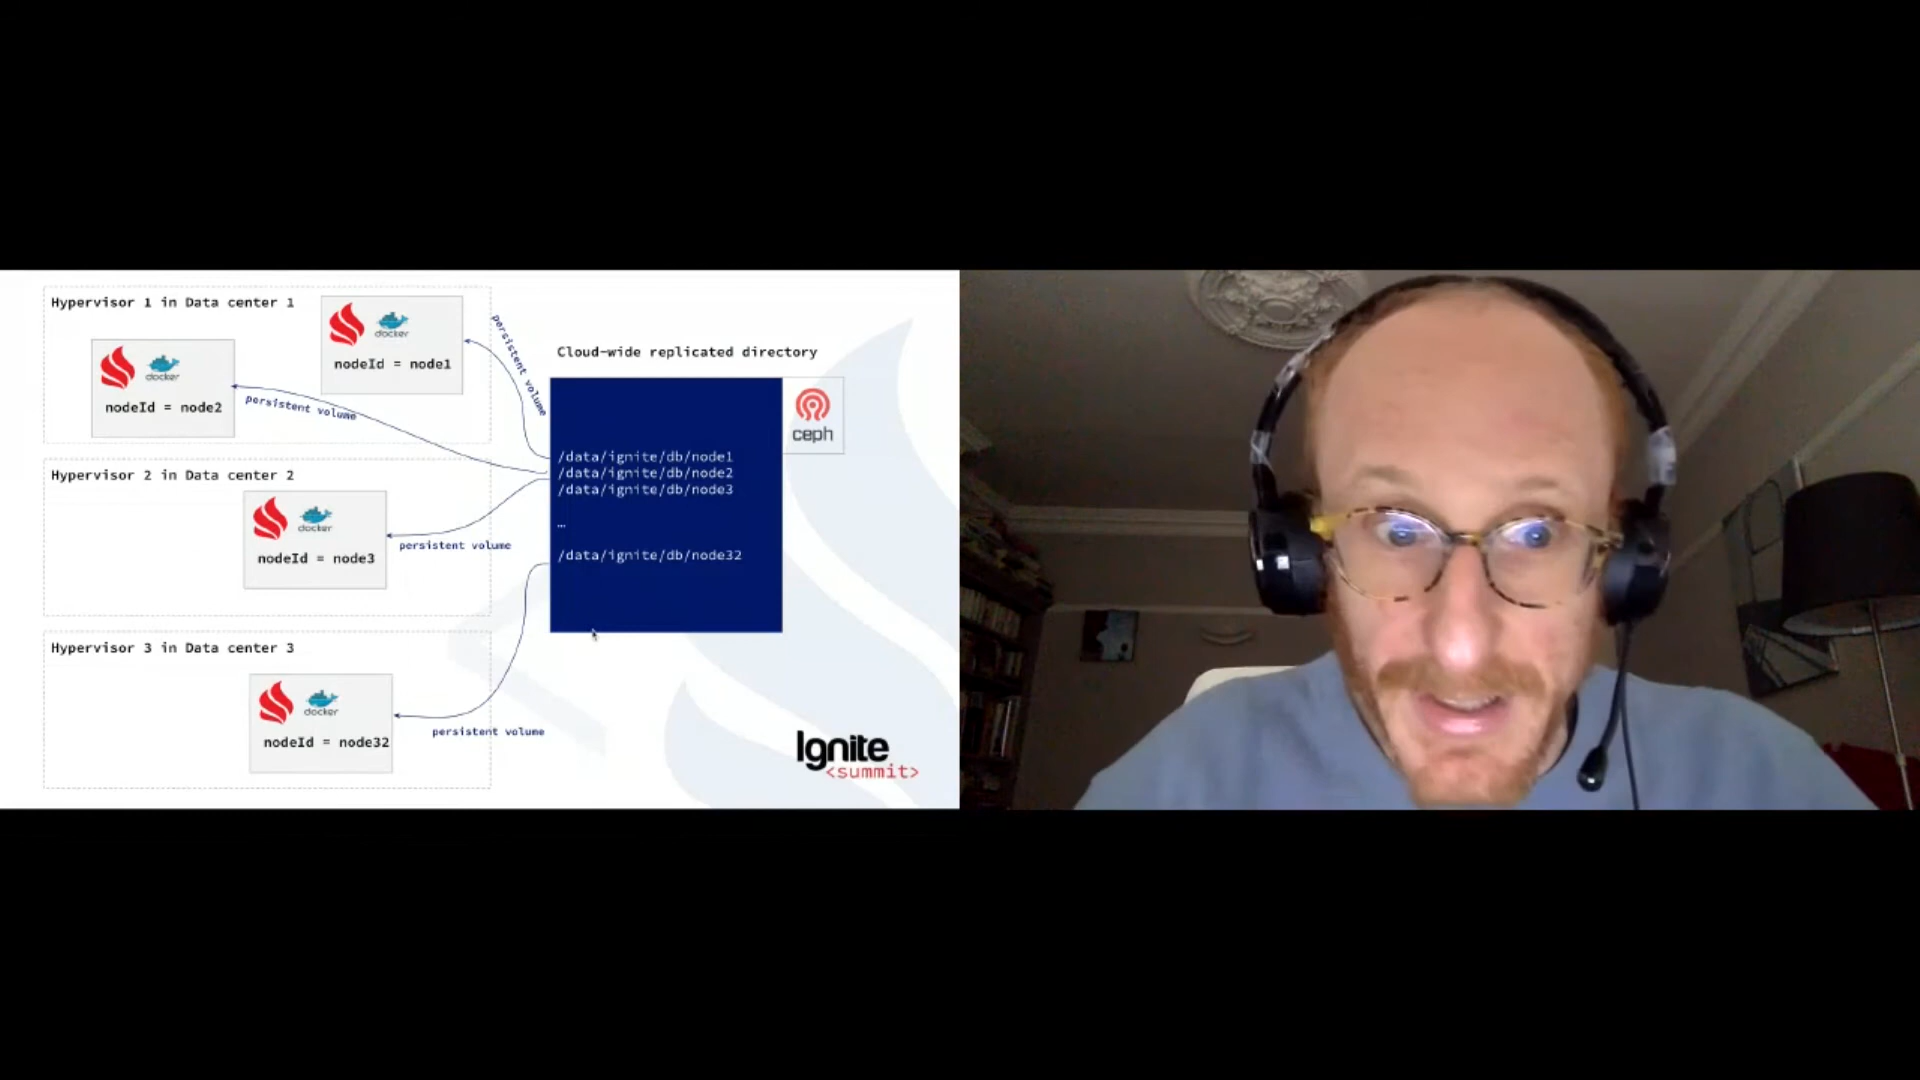 Hypervisor 1 in Data center 1
docker
nodeId = node1
docker
nodeId = node2
persistent volume
persistent volume
Hypervisor 2 in Data center 2
docker
nodeId = node3
persistent volume
Hypervisor 3 in Data center 3
docker
nodeId = node32
persistent volume
Cloud-wide replicated directory
/data/ignite/db/node1
/data/ignite/db/node2
/data/ignite/db/node3
…
/data/ignite/db/node32
ceph
Ignite
<summit>